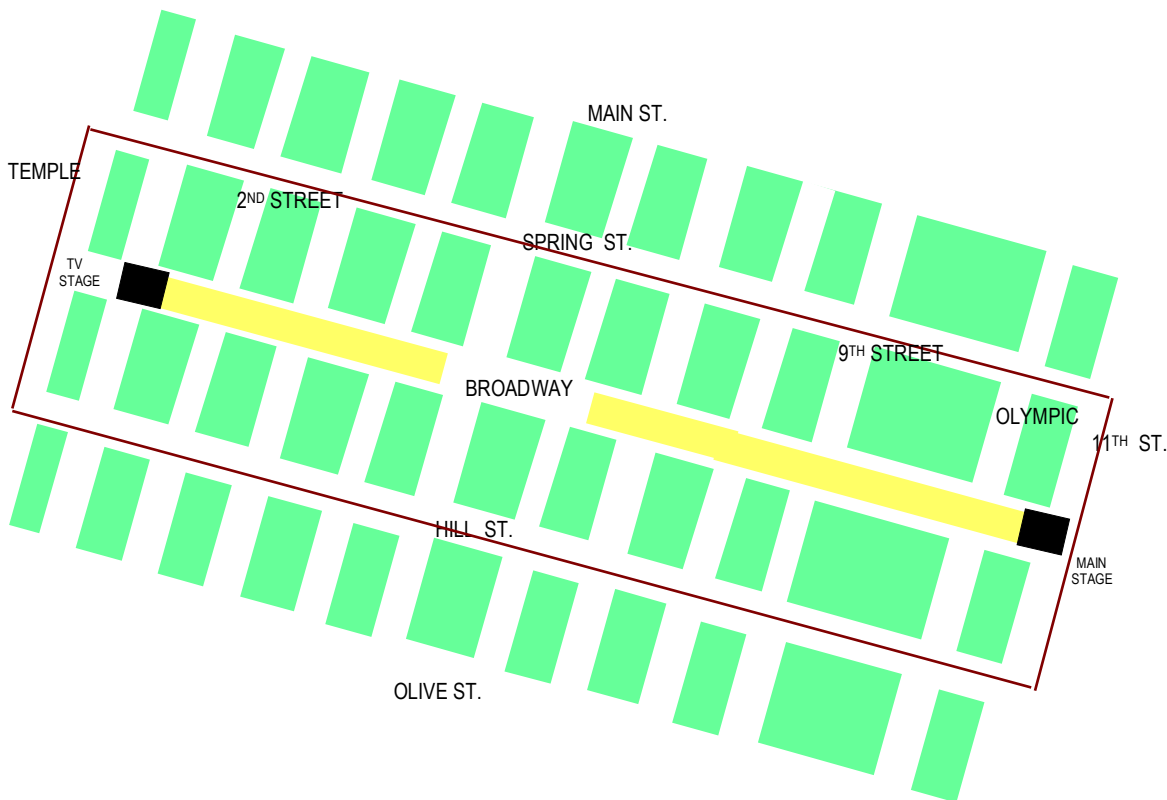 MAIN ST.
TEMPLE
2ND STREET
SPRING ST.
TV
STAGE
9TH STREET
BROADWAY
OLYMPIC
11TH ST.
HILL ST.
MAIN
STAGE
OLIVE ST.